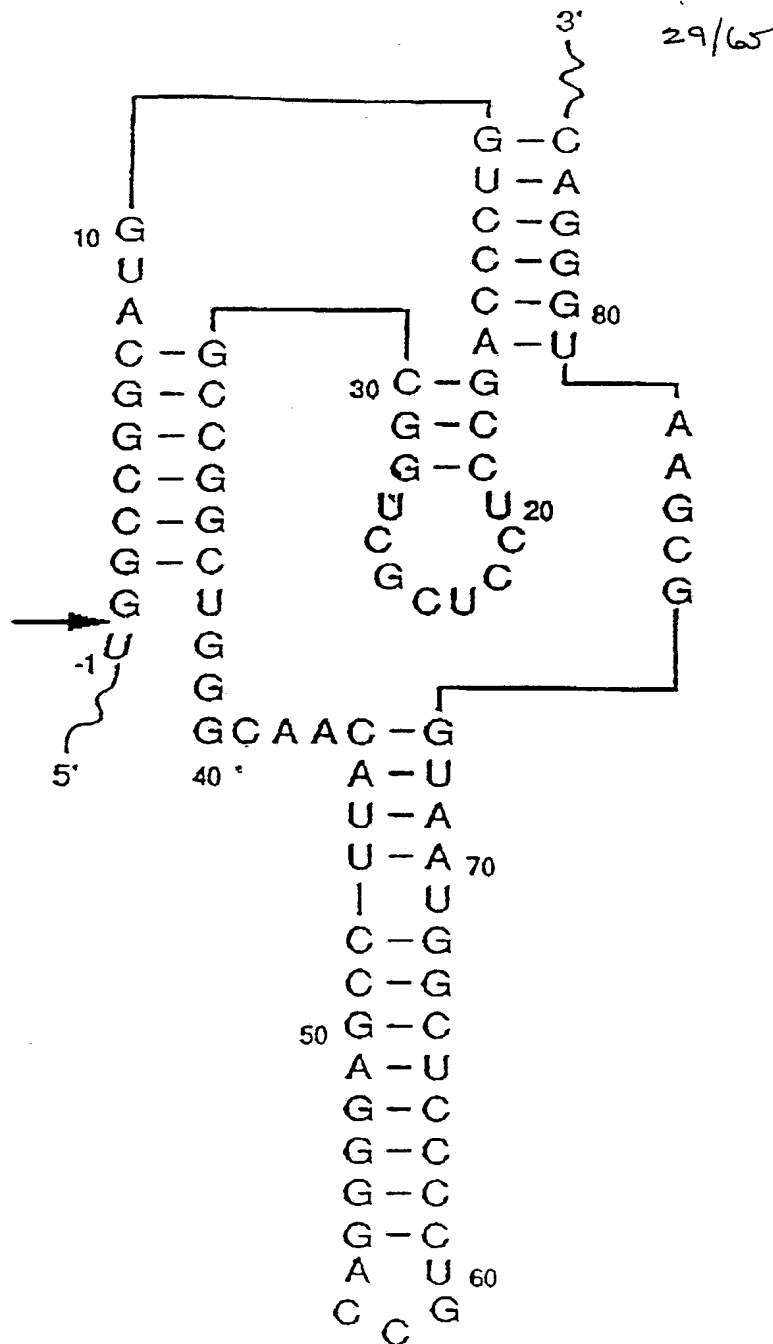 3'
29/65
G – C
U – A
10 G C – G
U C – G
A C – G 80
C – G A – U
G – C 30 C – G
G – C G – C A
C – G G – C A
C – G U U 20 G
G – C C C C
G U G C U C G
-1 U G
G
5' G C A A C – G
40 A – U
U – A
U – A 70
U
C – G
C – G
50 G – C
A – U
G – C
G – C
G – C
G – C
A U 60
C C G